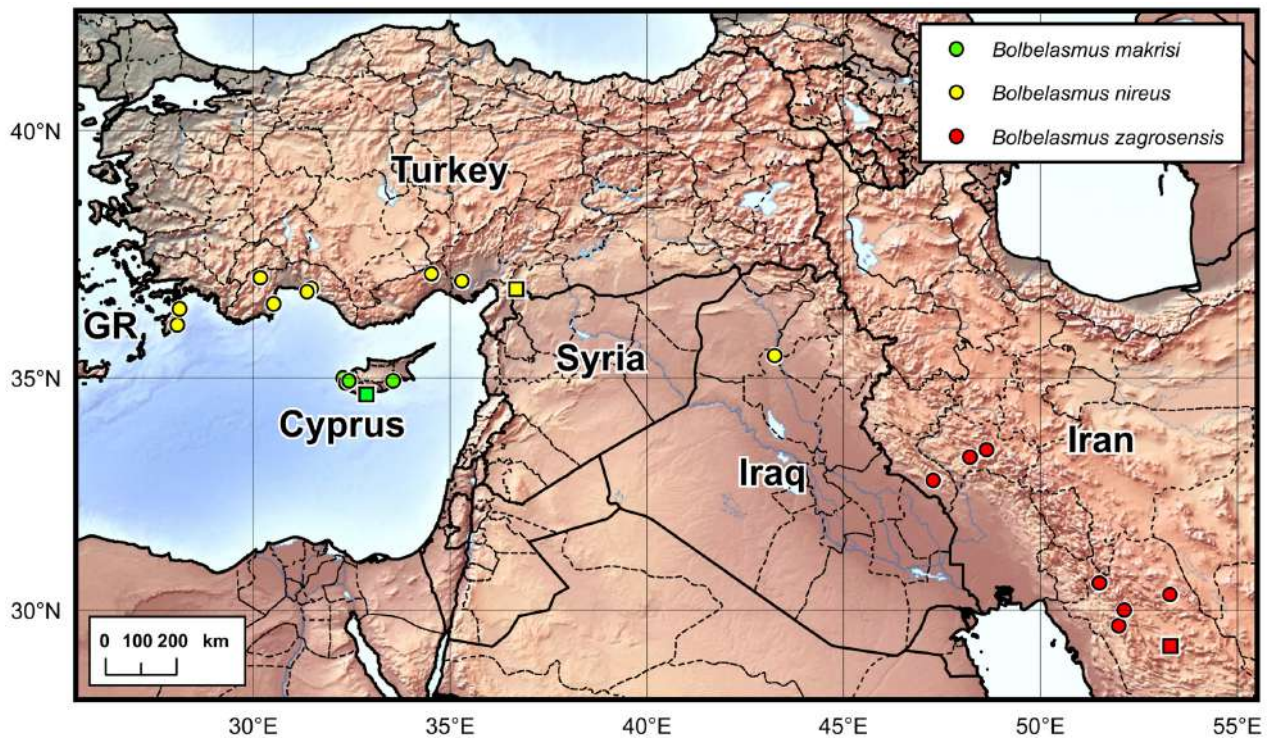 Bolbelasmus makrisi
Bolbelasmus nireus
Bolbelasmus zagrosensis
40°N
35°N
30°N
Turkey
GR
Syria
Cyprus
Iraq
Iran
0 100 200 km
30°E 35°E 40°E 45°E 50°E 55°E